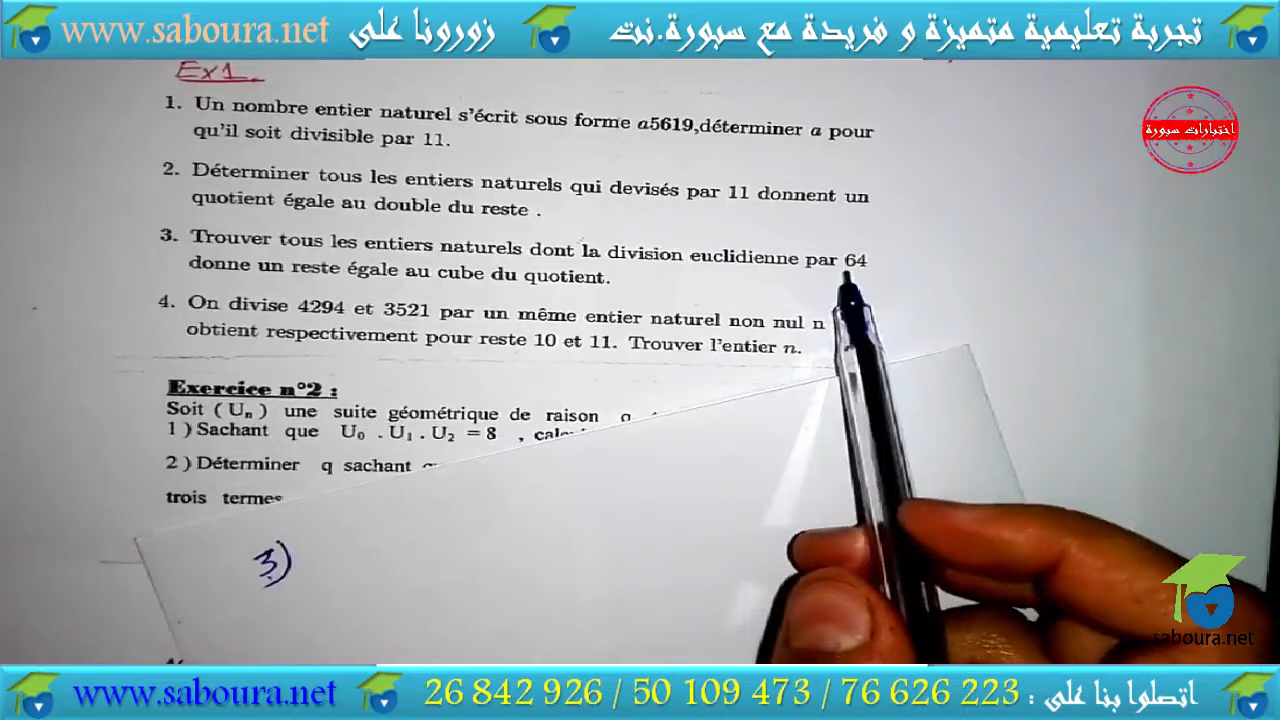 www.saboura.net زورونا على تجربة تعليمية متميزة و فريدة مع سبورة.نت
Ex1.
1. Un nombre entier naturel s'écrit sous forme a5619,déterminer a pour
qu'il soit divisible par 11.
اختبارات سبورة
2. Déterminer tous les entiers naturels qui devisés par 11 donnent un
quotient égale au double du reste .
3. Trouver tous les entiers naturels dont la division euclidienne par 64
donne un reste égale au cube du quotient.
4. On divise 4294 et 3521 par un même entier naturel non nul n
obtient respectivement pour reste 10 et 11. Trouver l'entier n.
Exercice n°2 :
Soit ( Un ) une suite géométrique de raison
1 ) Sachant que U0 . U1 . U2 = 8 ,
2 ) Déterminer q sachant
trois termes
3)
saboura.net
www.saboura.net 26 842 926 / 50 109 473 / 76 626 223 اتصلوا بنا على :